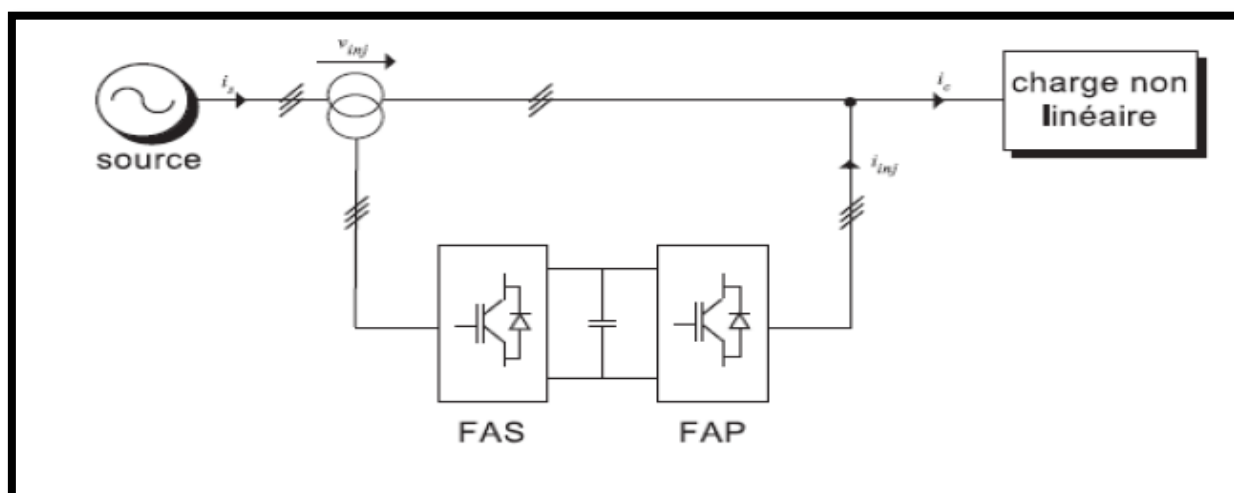 v_inj
i_s
i_c
charge non
linéaire
source
i_inj
FAS
FAP